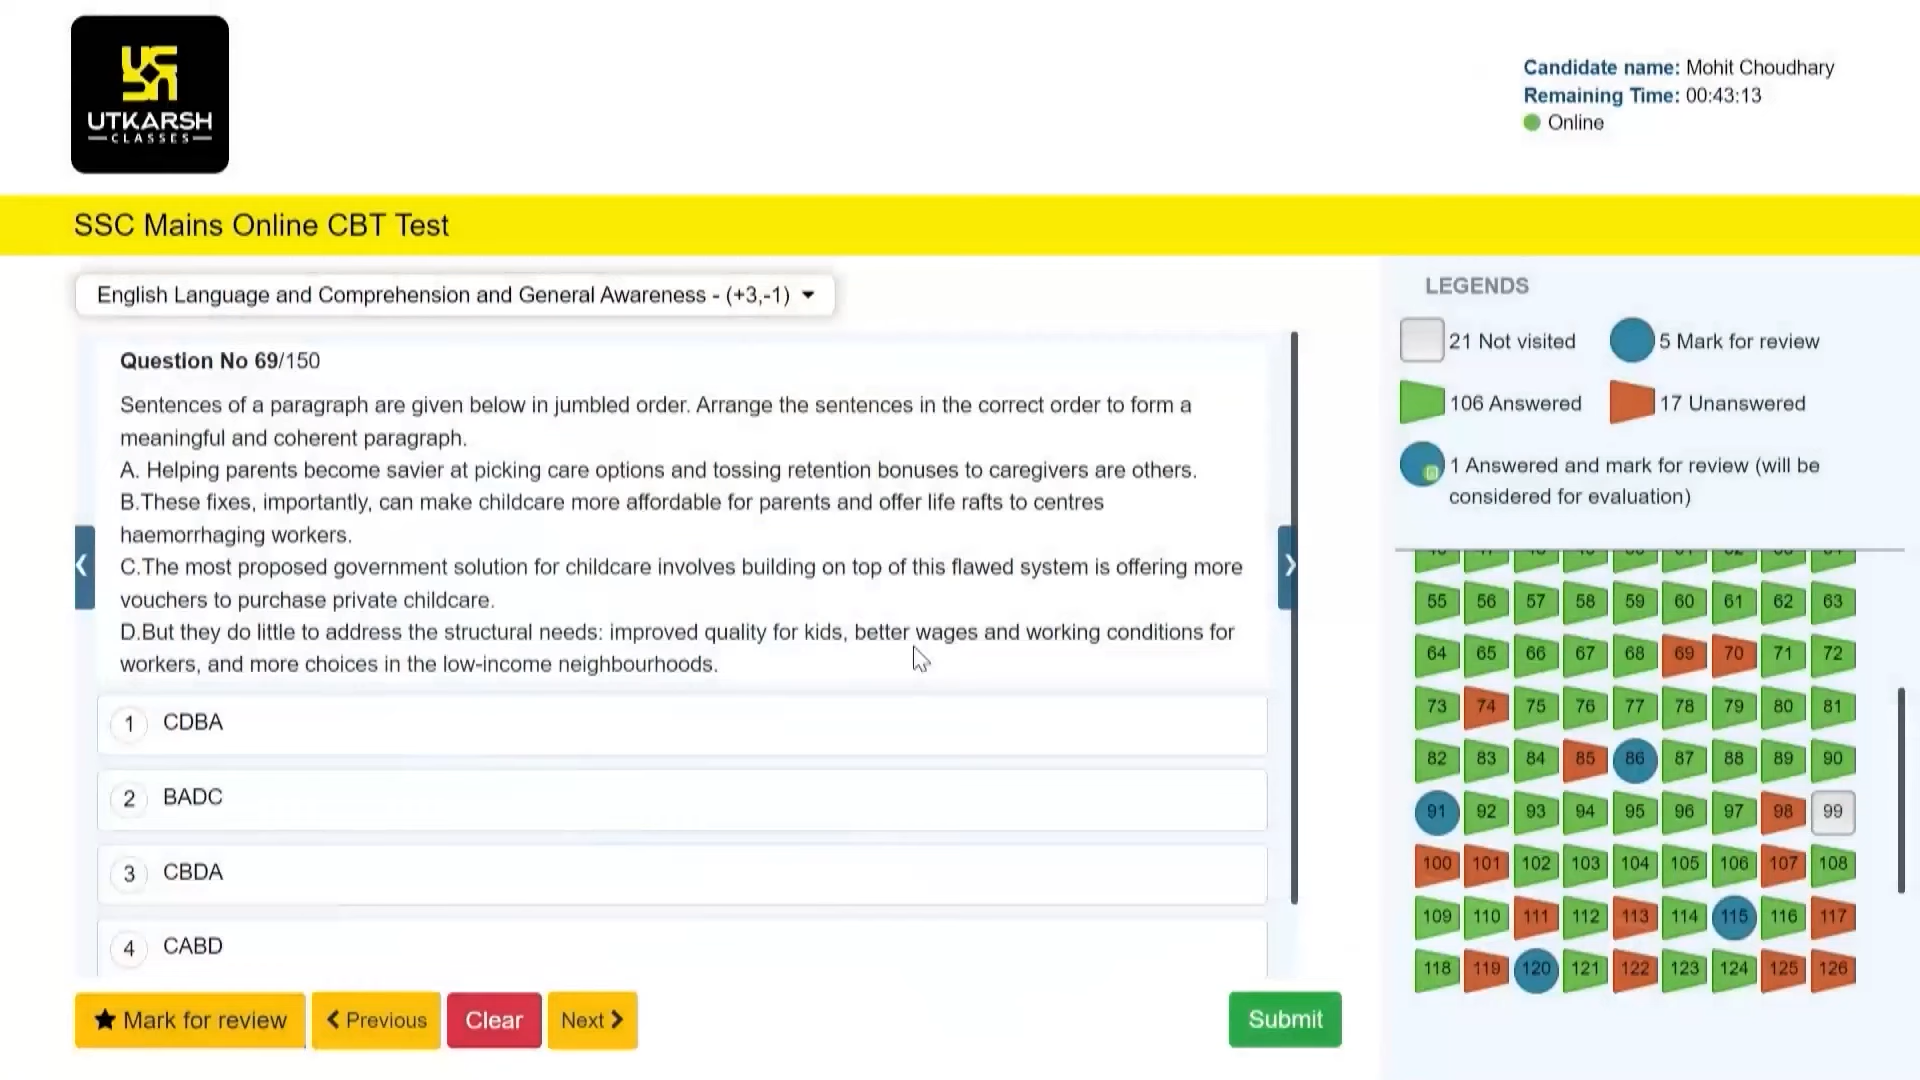 UTKARSH
CLASSES
Candidate name: Mohit Choudhary
Remaining Time: 00:43:13
Online
SSC Mains Online CBT Test
English Language and Comprehension and General Awareness - (+3,-1)
Question No 69/150
Sentences of a paragraph are given below in jumbled order. Arrange the sentences in the correct order to form a
meaningful and coherent paragraph.
A. Helping parents become savier at picking care options and tossing retention bonuses to caregivers are others.
B.These fixes, importantly, can make childcare more affordable for parents and offer life rafts to centres
haemorrhaging workers.
C.The most proposed government solution for childcare involves building on top of this flawed system is offering more
vouchers to purchase private childcare.
D.But they do little to address the structural needs: improved quality for kids, better wages and working conditions for
workers, and more choices in the low-income neighbourhoods.
1 CDBA
2 BADC
3 CBDA
4 CABD
Mark for review
Previous
Clear
Next
Submit
LEGENDS
21 Not visited
5 Mark for review
106 Answered
17 Unanswered
1 Answered and mark for review (will be
considered for evaluation)
55 56 57 58 59 60 61 62 63
64 65 66 67 68 69 70 71 72
73 74 75 76 77 78 79 80 81
82 83 84 85 86 87 88 89 90
91 92 93 94 95 96 97 98 99
100 101 102 103 104 105 106 107 108
109 110 111 112 113 114 115 116 117
118 119 120 121 122 123 124 125 126